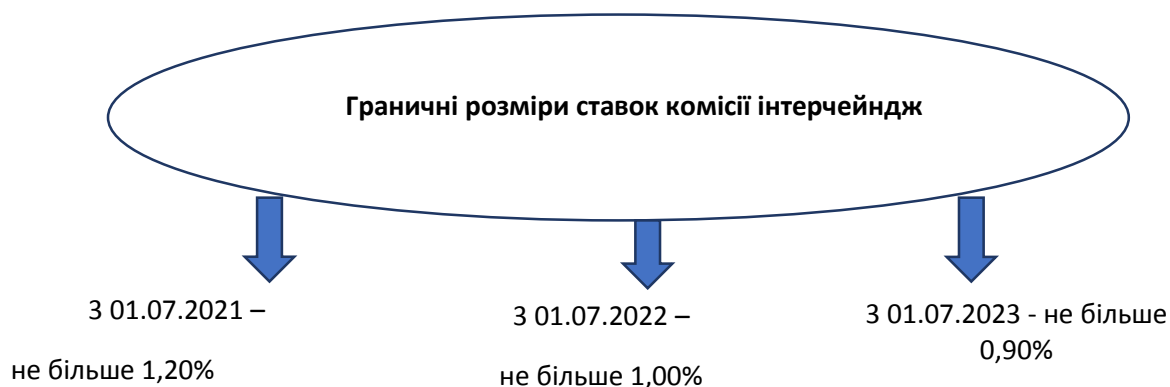 Граничні розміри ставок комісії інтерчейндж
З 01.07.2021 –
не більше 1,20%
З 01.07.2022 –
не більше 1,00%
З 01.07.2023 - не більше
0,90%